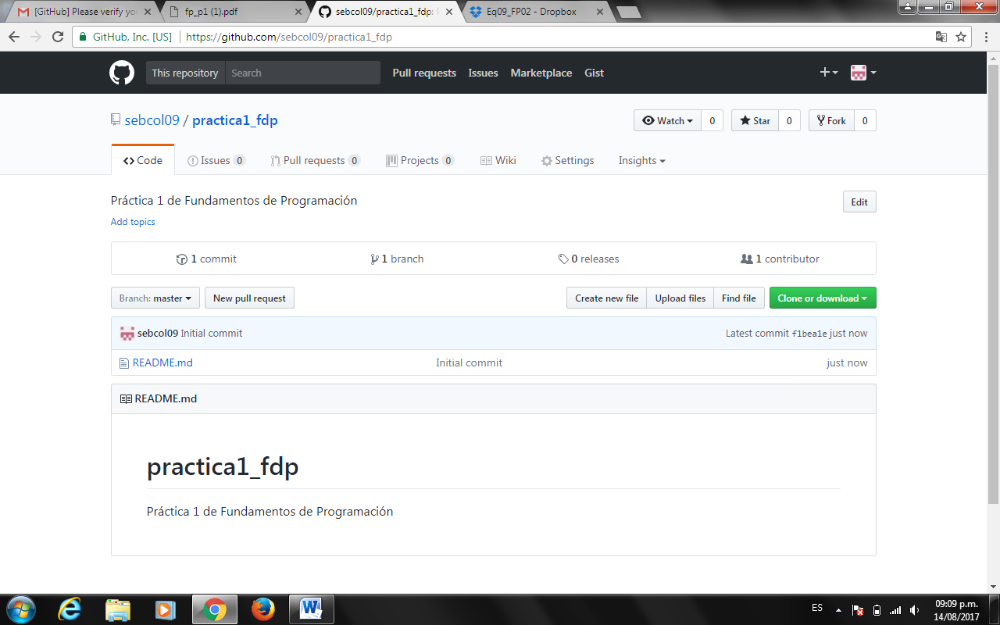 [GitHub] Please verify yo
fp_p1 (1).pdf
sebcol09/practica1_fdp:
Eq09_FP02 - Dropbox
GitHub, Inc. [US]
https://github.com/sebcol09/practica1_fdp
This repository
Search
Pull requests
Issues
Marketplace
Gist
sebcol09 / practica1_fdp
Watch 0
Star 0
Fork 0
Code
Issues 0
Pull requests 0
Projects 0
Wiki
Settings
Insights
Práctica 1 de Fundamentos de Programación
Edit
Add topics
1 commit
1 branch
0 releases
1 contributor
Branch: master
New pull request
Create new file
Upload files
Find file
Clone or download
sebcol09 Initial commit
Latest commit f1bea1e just now
README.md
Initial commit
just now
README.md
practica1_fdp
Práctica 1 de Fundamentos de Programación
ES
09:09 p.m.
14/08/2017